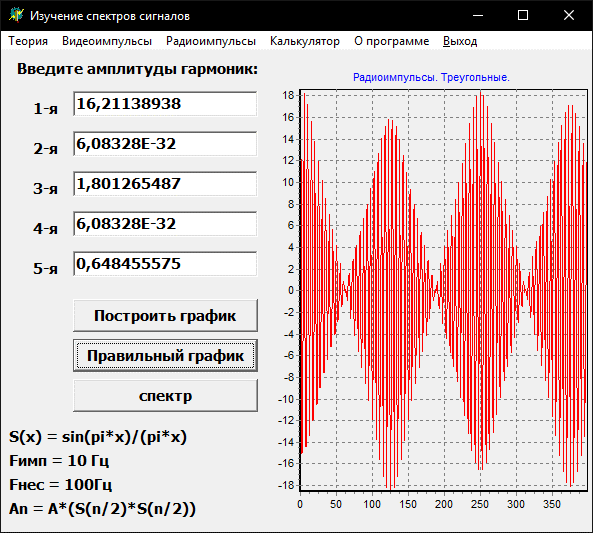 Изучение спектров сигналов
Теория Видеоимпульсы Радиоимпульсы Калькулятор О программе Выход
Введите амплитуды гармоник:
1-я 16,21138938
2-я 6,08328E-32
3-я 1,801265487
4-я 6,08328E-32
5-я 0,648455575
Построить график
Правильный график
спектр
S(x) = sin(pi*x)/(pi*x)
Fимп = 10 Гц
Fнес = 100Гц
An = A*(S(n/2)*S(n/2))
Радиоимпульсы. Треугольные.
18
16
14
12
10
8
6
4
2
0
-2
-4
-6
-8
-10
-12
-14
-16
-18
0 50 100 150 200 250 300 350